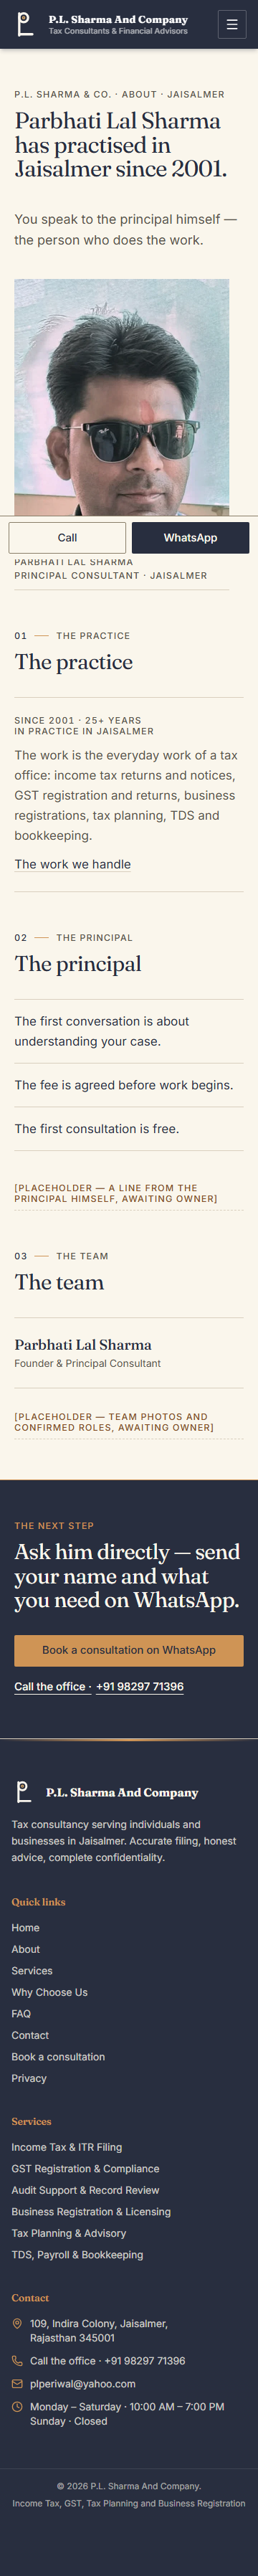 P.L. Sharma And Company
Tax Consultants & Financial Advisors
P.L. SHARMA & CO. · ABOUT · JAISALMER
Parbhati Lal Sharma
has practised in
Jaisalmer since 2001.
You speak to the principal himself —
the person who does the work.
Call
WhatsApp
PARBHATI LAL SHARMA
PRINCIPAL CONSULTANT · JAISALMER
01 — THE PRACTICE
The practice
SINCE 2001 · 25+ YEARS
IN PRACTICE IN JAISALMER
The work is the everyday work of a tax
office: income tax returns and notices,
GST registration and returns, business
registrations, tax planning, TDS and
bookkeeping.
The work we handle
02 — THE PRINCIPAL
The principal
The first conversation is about
understanding your case.
The fee is agreed before work begins.
The first consultation is free.
[PLACEHOLDER — A LINE FROM THE
PRINCIPAL HIMSELF, AWAITING OWNER]
03 — THE TEAM
The team
Parbhati Lal Sharma
Founder & Principal Consultant
[PLACEHOLDER — TEAM PHOTOS AND
CONFIRMED ROLES, AWAITING OWNER]
THE NEXT STEP
Ask him directly — send
your name and what
you need on WhatsApp.
Book a consultation on WhatsApp
Call the office · +91 98297 71396
P.L. Sharma And Company
Tax consultancy serving individuals and
businesses in Jaisalmer. Accurate filing, honest
advice, complete confidentiality.
Quick links
Home
About
Services
Why Choose Us
FAQ
Contact
Book a consultation
Privacy
Services
Income Tax & ITR Filing
GST Registration & Compliance
Audit Support & Record Review
Business Registration & Licensing
Tax Planning & Advisory
TDS, Payroll & Bookkeeping
Contact
109, Indira Colony, Jaisalmer,
Rajasthan 345001
Call the office · +91 98297 71396
plperiwal@yahoo.com
Monday – Saturday · 10:00 AM – 7:00 PM
Sunday · Closed
© 2026 P.L. Sharma And Company.
Income Tax, GST, Tax Planning and Business Registration